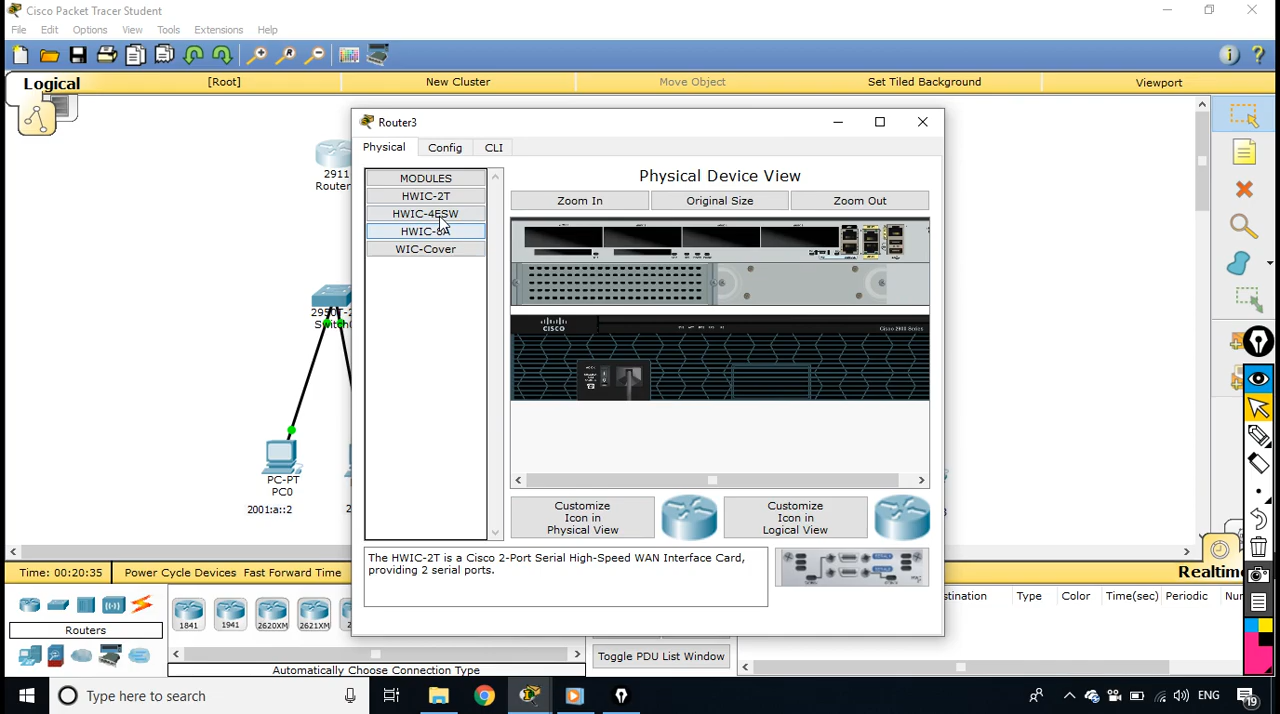 Cisco Packet Tracer Student
File Edit Options View Tools Extensions Help
Logical
[Root]
New Cluster
Move Object
Set Tiled Background
Viewport
Router3
Physical
Config
CLI
MODULES
HWIC-2T
HWIC-4ESW
WIC-Cover
Physical Device View
Zoom In
Original Size
Zoom Out
CISCO
Customize
Icon in
Physical View
Customize
Icon in
Logical View
The HWIC-2T is a Cisco 2-Port Serial High-Speed WAN Interface Card,
providing 2 serial ports.
2911
PC-PT
PC0
2001:a::2
Time: 00:20:35
Power Cycle Devices Fast Forward Time
Realtime
Type Color Time(sec) Periodic
Routers
1841
1941
2620XM
2621XM
Automatically Choose Connection Type
Toggle PDU List Window
Type here to search
ENG
19